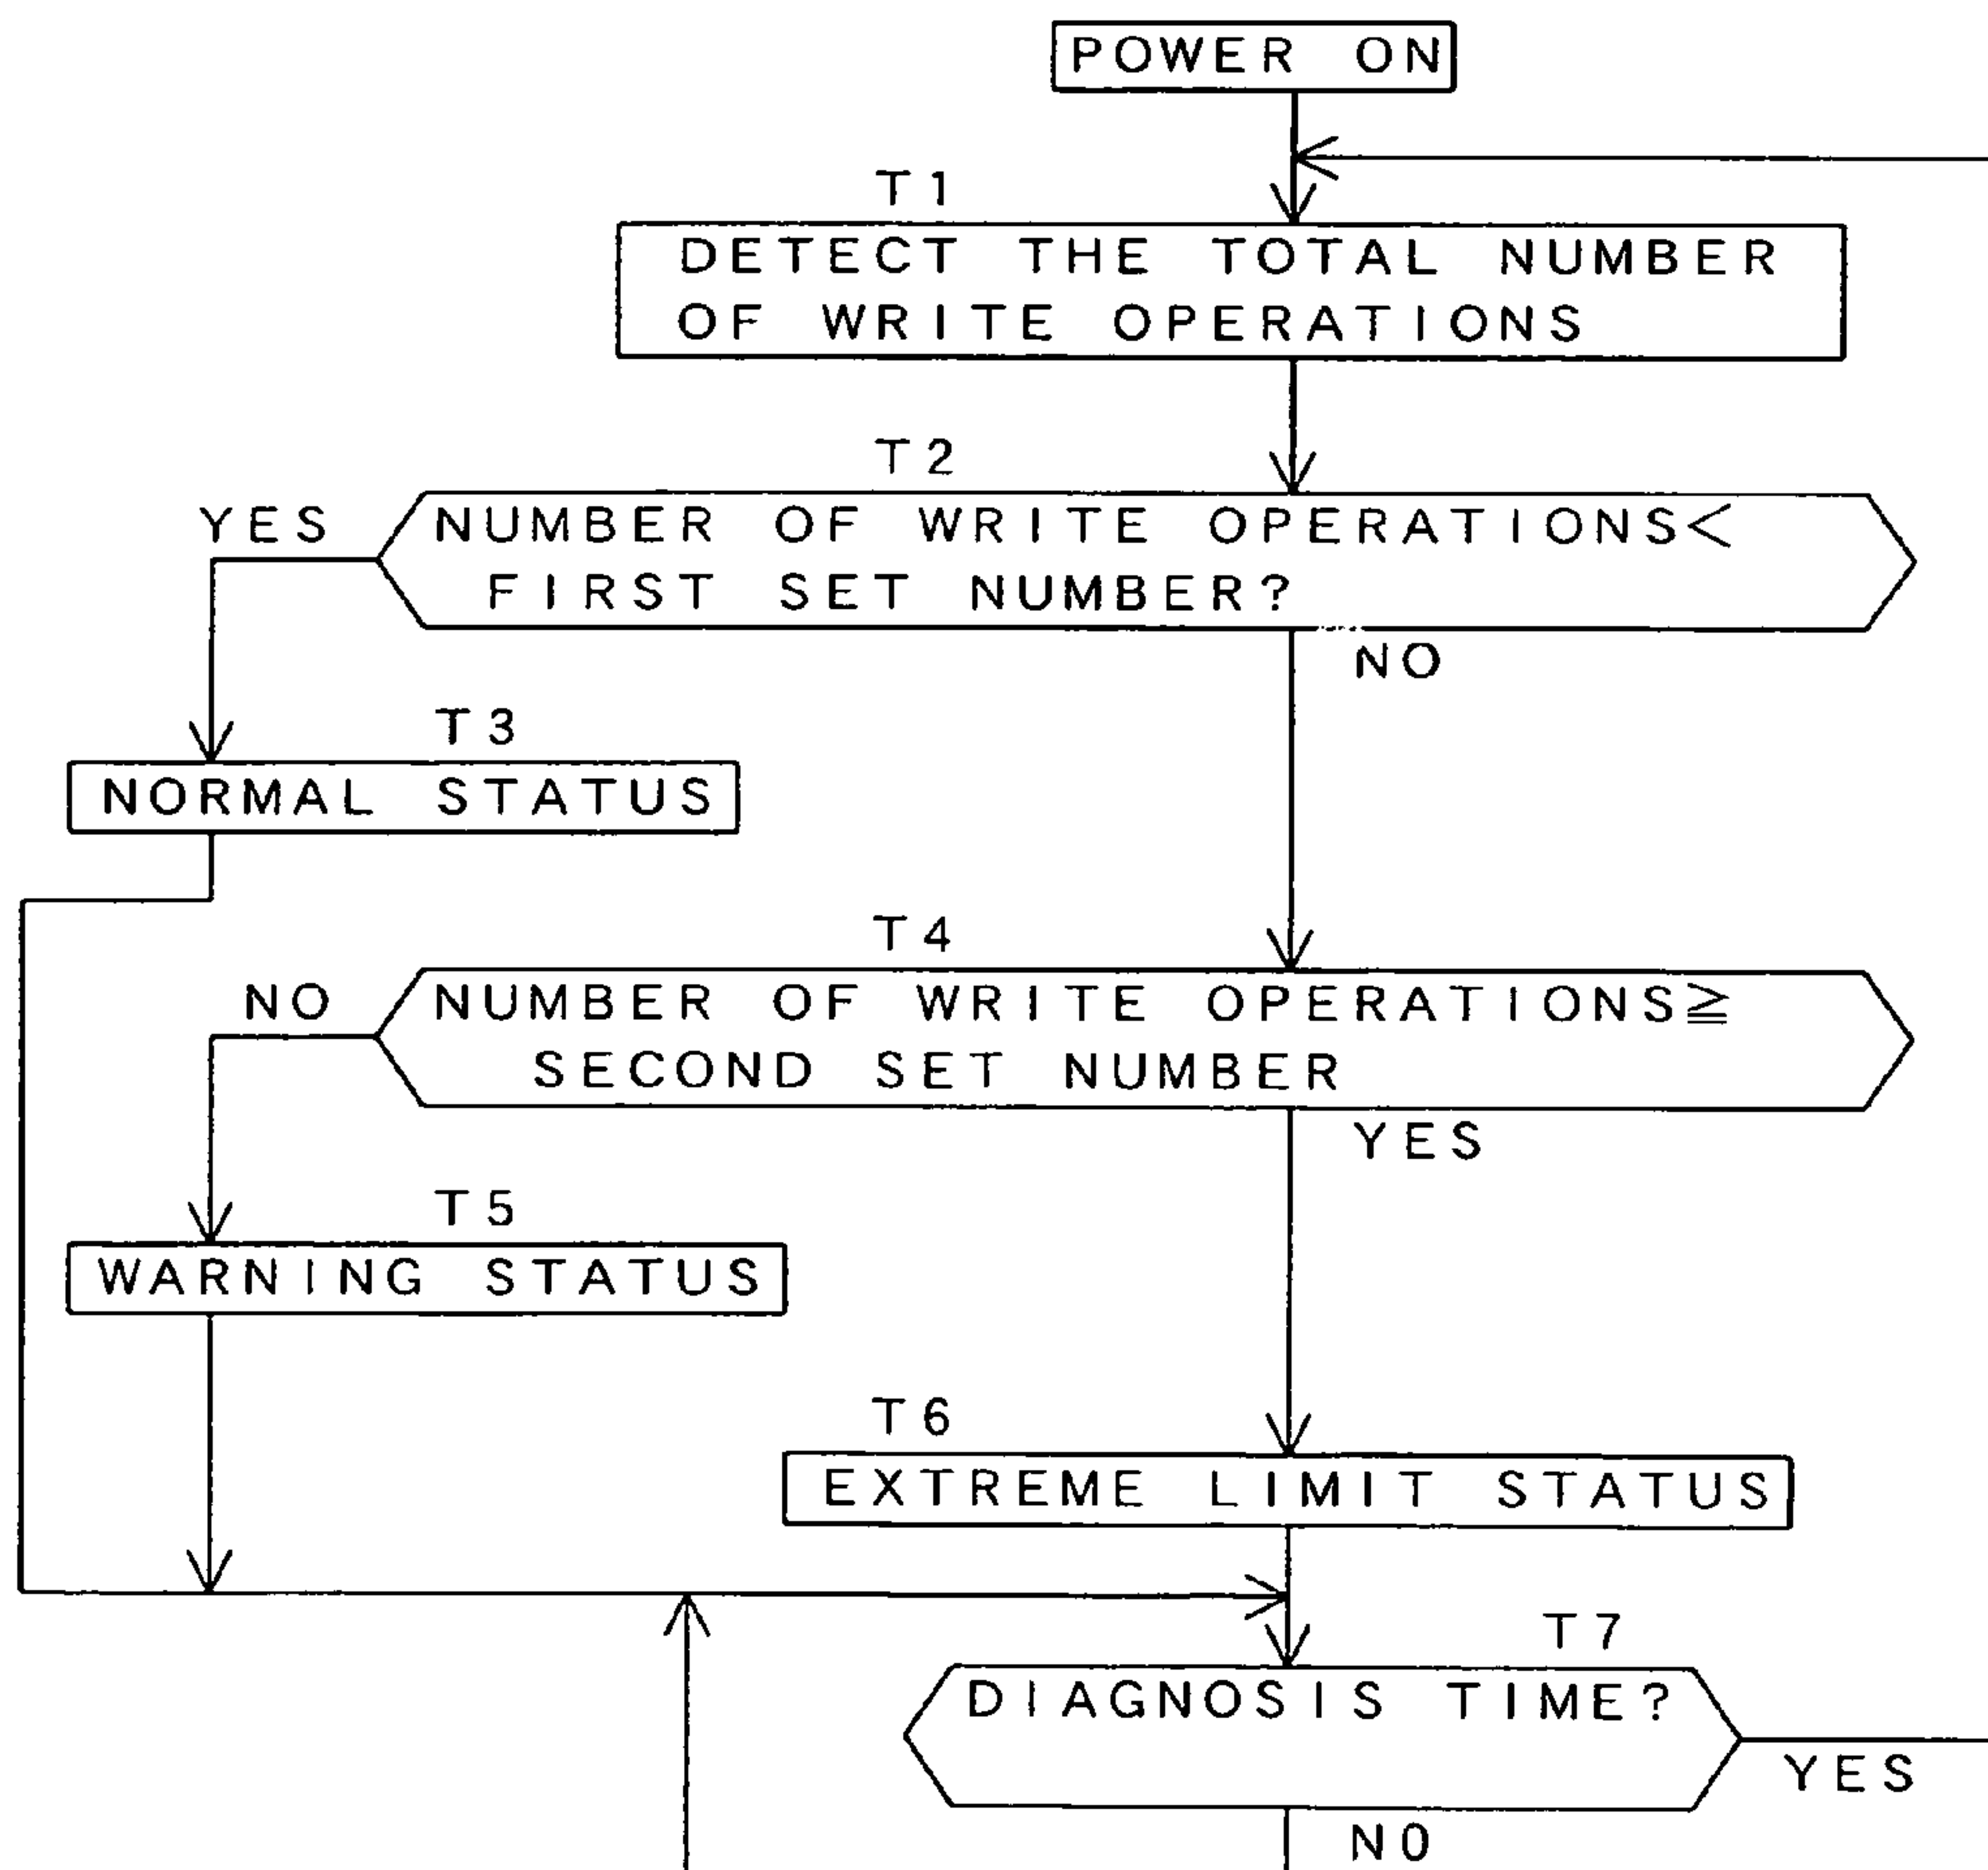 POWER ON
T1
DETECT THE TOTAL NUMBER
OF WRITE OPERATIONS
T2
YES
NUMBER OF WRITE OPERATIONS<
FIRST SET NUMBER?
NO
T3
NORMAL STATUS
T4
NO
NUMBER OF WRITE OPERATIONS≧
SECOND SET NUMBER
YES
T5
WARNING STATUS
T6
EXTREME LIMIT STATUS
T7
DIAGNOSIS TIME?
YES
NO